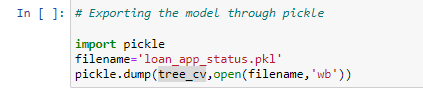 In [ ]: # Exporting the model through pickle
import pickle
filename='loan_app_status.pkl'
pickle.dump(tree_cv,open(filename,'wb'))